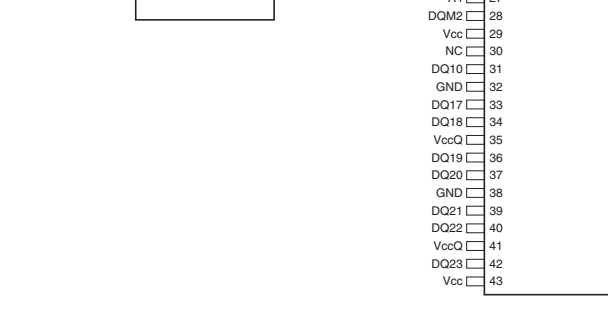 DQM2 28
Vcc 29
NC 30
DQ10 31
GND 32
DQ17 33
DQ18 34
VccQ 35
DQ19 36
DQ20 37
GND 38
DQ21 39
DQ22 40
VccQ 41
DQ23 42
Vcc 43